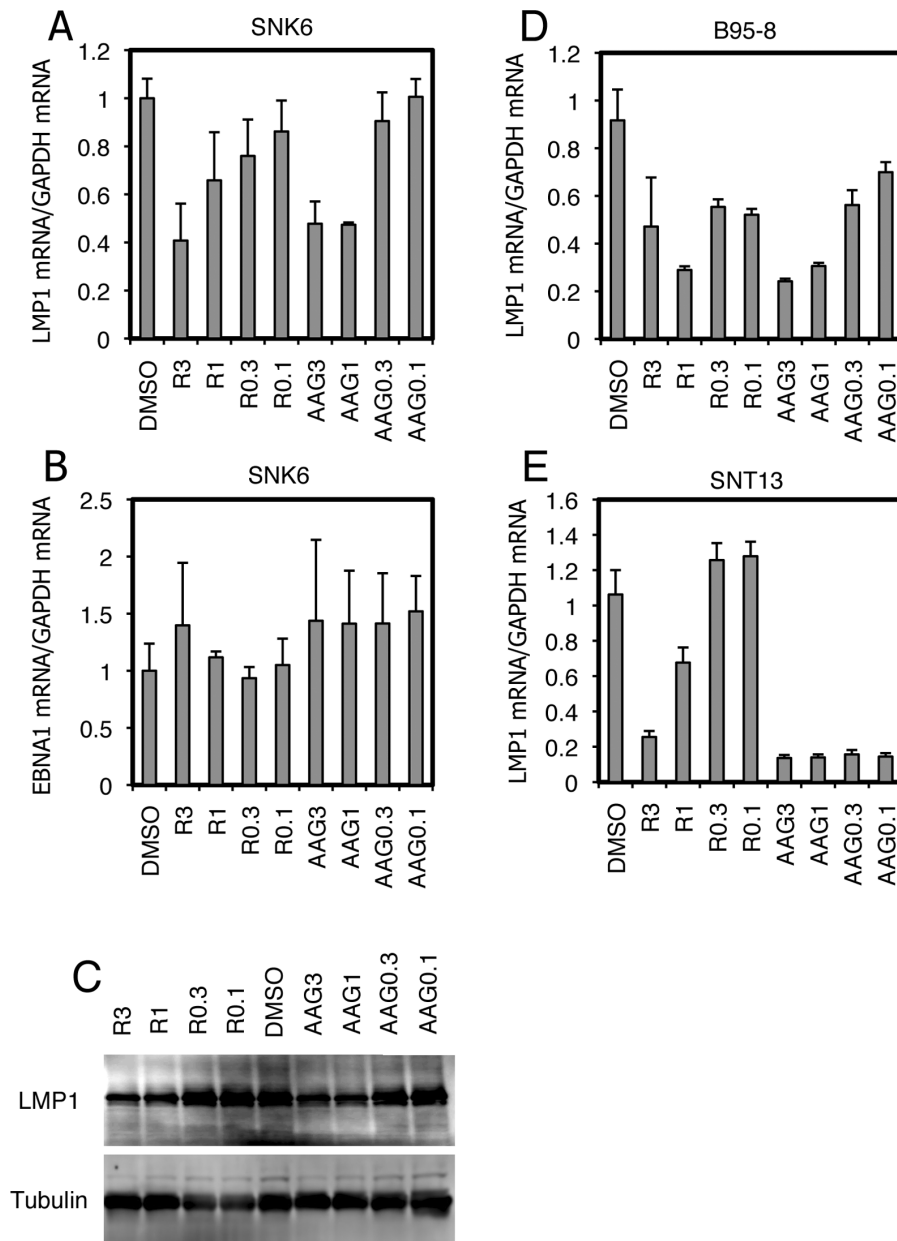 A
SNK6
LMP1 mRNA/GAPDH mRNA
1.2
1
0.8
0.6
0.4
0.2
0
DMSO
R3
R1
R0.3
R0.1
AAG3
AAG1
AAG0.3
AAG0.1
D
B95-8
LMP1 mRNA/GAPDH mRNA
1.2
1
0.8
0.6
0.4
0.2
0
DMSO
R3
R1
R0.3
R0.1
AAG3
AAG1
AAG0.3
AAG0.1
B
SNK6
EBNA1 mRNA/GAPDH mRNA
2.5
2
1.5
1
0.5
0
DMSO
R3
R1
R0.3
R0.1
AAG3
AAG1
AAG0.3
AAG0.1
E
SNT13
LMP1 mRNA/GAPDH mRNA
1.6
1.4
1.2
1
0.8
0.6
0.4
0.2
0
DMSO
R3
R1
R0.3
R0.1
AAG3
AAG1
AAG0.3
AAG0.1
C
R3
R1
R0.3
R0.1
DMSO
AAG3
AAG1
AAG0.3
AAG0.1
LMP1
Tubulin